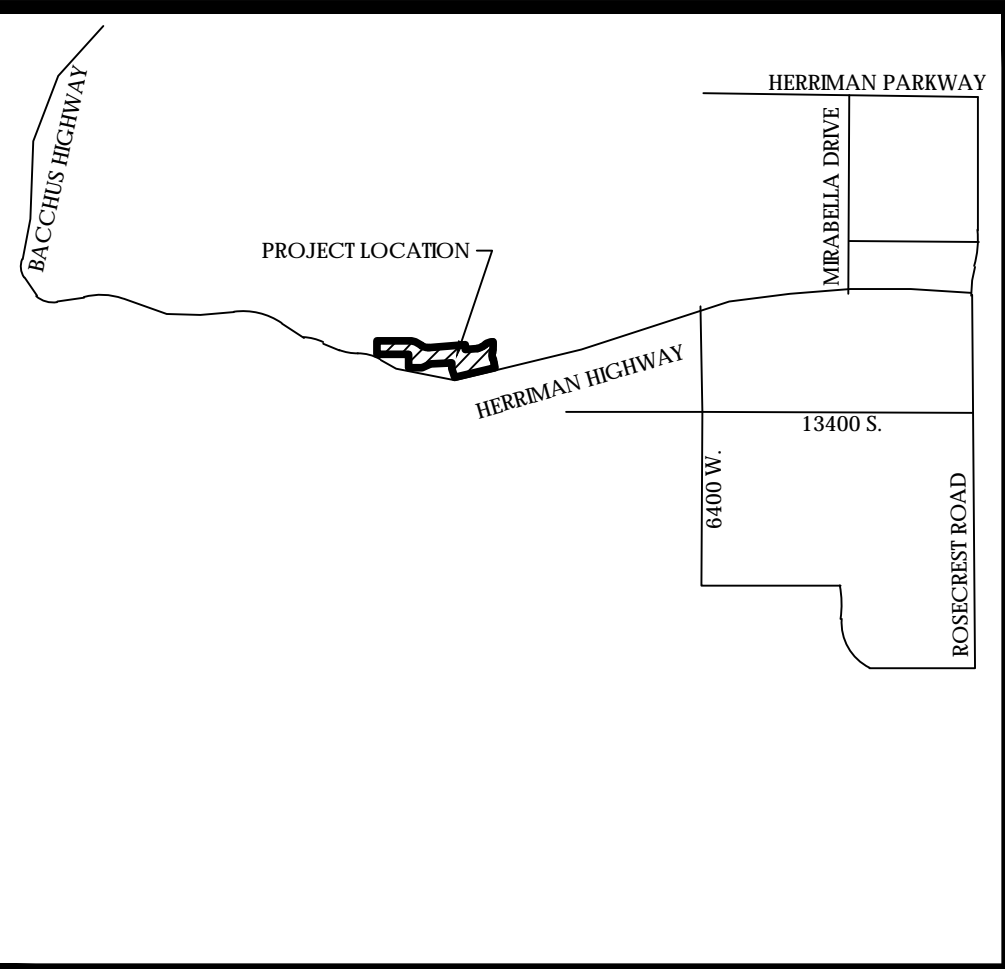 HERRIMAN PARKWAY
BACCHUS HIGHWAY
MIRABELLA DRIVE
PROJECT LOCATION
HERRIMAN HIGHWAY
13400 S.
6400 W.
ROSECREST ROAD